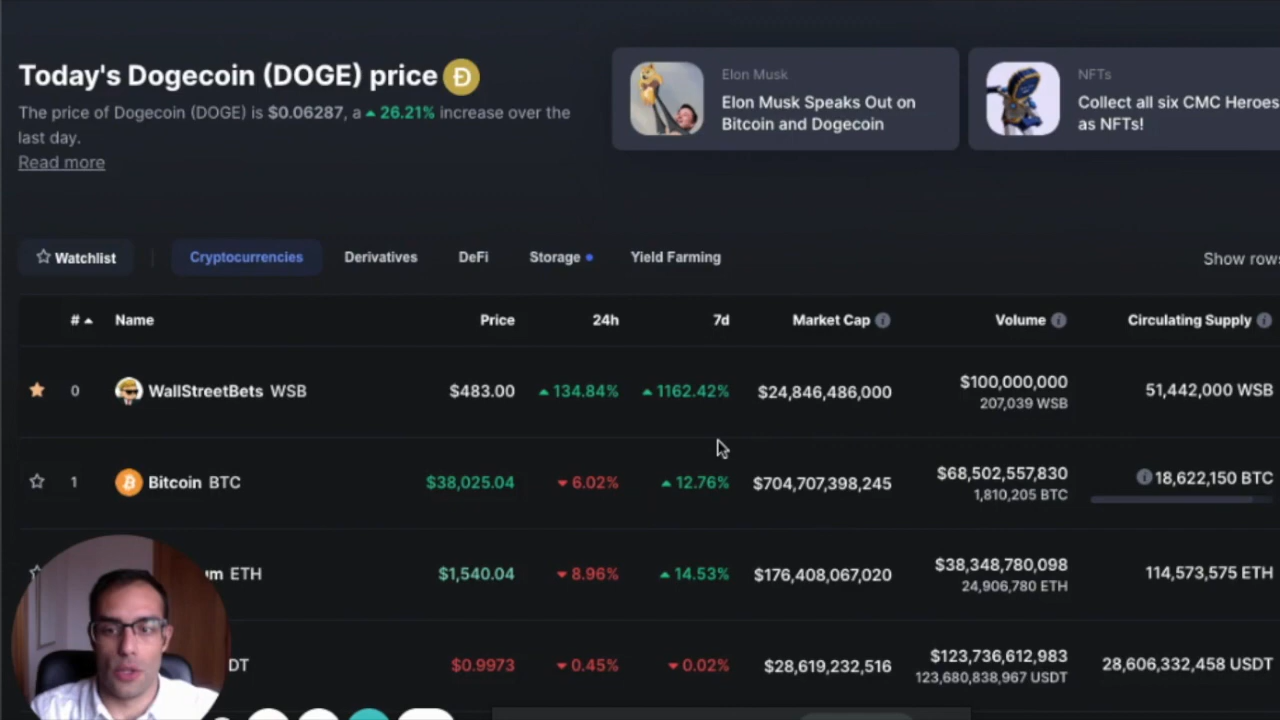 Today's Dogecoin (DOGE) price
The price of Dogecoin (DOGE) is $0.06287, a 26.21% increase over the
last day.
Read more
Elon Musk
Elon Musk Speaks Out on
Bitcoin and Dogecoin
NFTs
Collect all six CMC Heroes
as NFTs!
Watchlist Cryptocurrencies Derivatives DeFi Storage Yield Farming Show rows
# Name Price 24h 7d Market Cap Volume Circulating Supply
0 WallStreetBets WSB $483.00 134.84% 1162.42% $24,846,486,000 $100,000,000 51,442,000 WSB
207,039 WSB
1 Bitcoin BTC $38,025.04 6.02% 12.76% $704,707,398,245 $68,502,557,830 18,622,150 BTC
1,810,205 BTC
um ETH $1,540.04 8.96% 14.53% $176,408,067,020 $38,348,780,098 114,573,575 ETH
24,906,780 ETH
DT $0.9973 0.45% 0.02% $28,619,232,516 $123,736,612,983 28,606,332,458 USDT
123,680,838,967 USDT